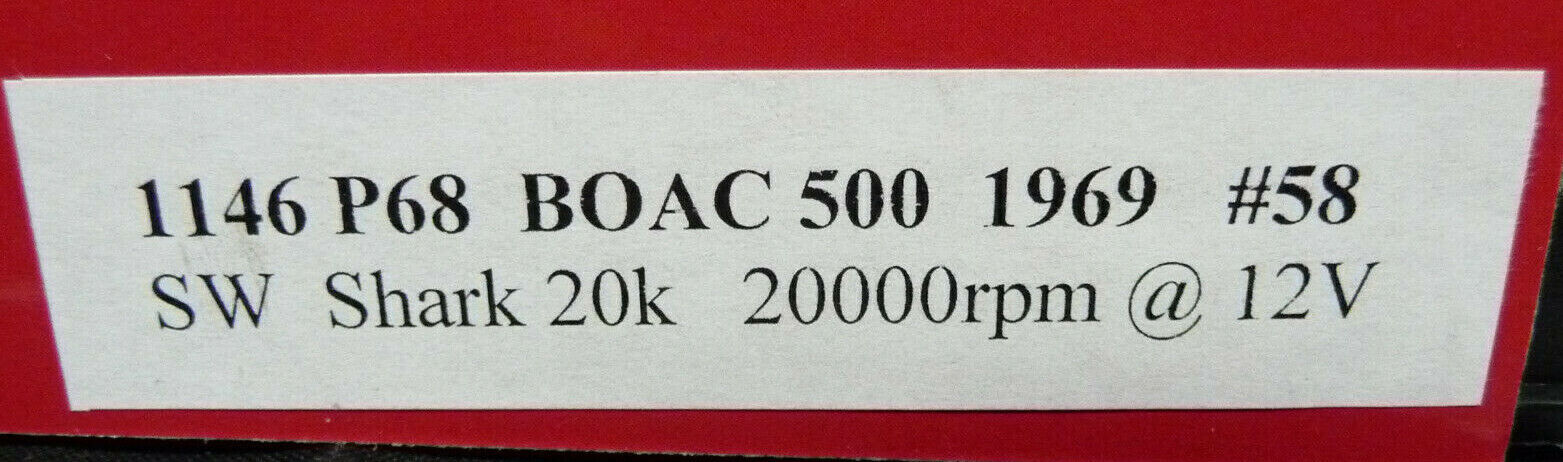 1146 P68 BOAC 500 1969 #58
SW Shark 20k 20000rpm @ 12V